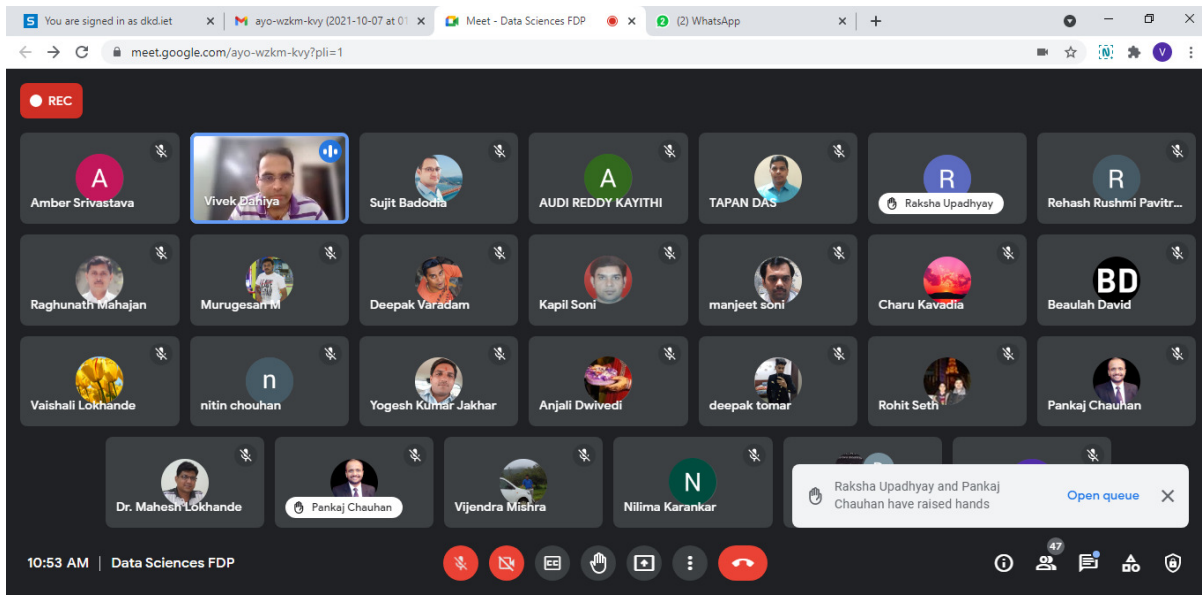 You are signed in as dkd.iet
ayo-wzkm-kvy (2021-10-07 at 01
Meet - Data Sciences FDP
(2) WhatsApp
meet.google.com/ayo-wzkm-kvy?pli=1
V
REC
A
Amber Srivastava
Vivek Dahiya
Sujit Badodia
A
AUDI REDDY KAYITHI
TAPAN DAS
R
Raksha Upadhyay
R
Rehash Rushmi Pavitr...
Raghunath Mahajan
Murugesan M
Deepak Varadam
Kapil Soni
manjeet soni
Charu Kavadia
BD
Beaulah David
Vaishali Lokhande
n
nitin chouhan
Yogesh Kumar Jakhar
Anjali Dwivedi
deepak tomar
Rohit Seth
Pankaj Chauhan
Dr. Mahesh Lokhande
Pankaj Chauhan
Vijendra Mishra
N
Nilima Karankar
Raksha Upadhyay and Pankaj
Chauhan have raised hands
Open queue
10:53 AM | Data Sciences FDP
CC
47